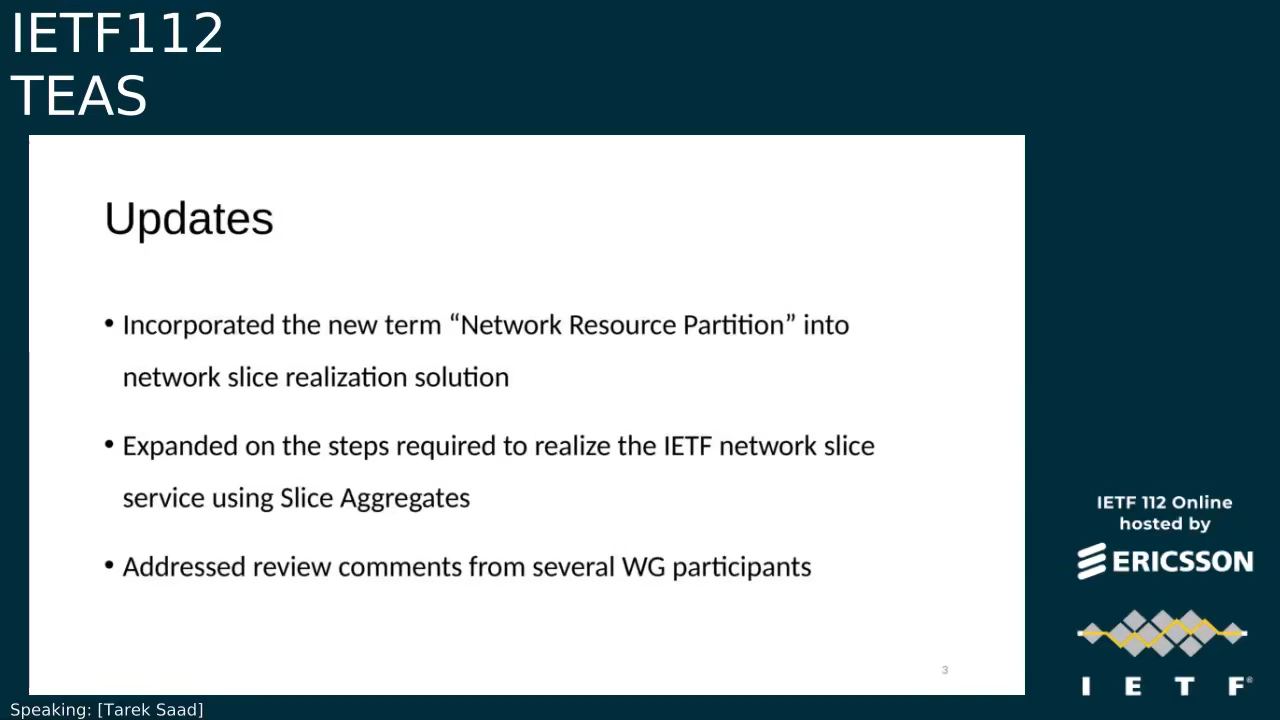 IETF112
TEAS
Updates
• Incorporated the new term “Network Resource Partition” into
network slice realization solution
• Expanded on the steps required to realize the IETF network slice
service using Slice Aggregates
• Addressed review comments from several WG participants
3
IETF 112 Online
hosted by
ERICSSON
I E T F®
Speaking: [Tarek Saad]